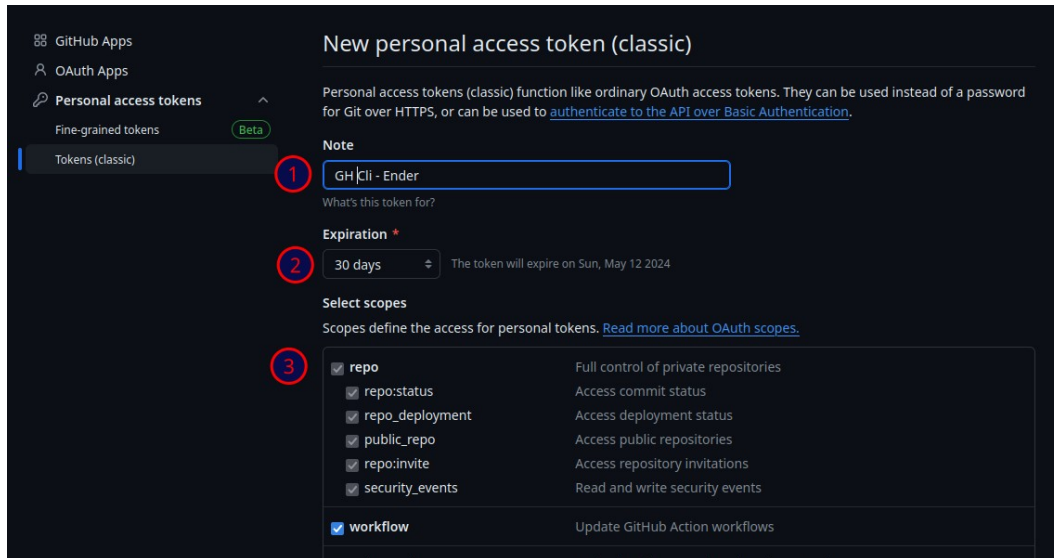 GitHub Apps
OAuth Apps
Personal access tokens
Fine-grained tokens Beta
Tokens (classic)
New personal access token (classic)
Personal access tokens (classic) function like ordinary OAuth access tokens. They can be used instead of a password
for Git over HTTPS, or can be used to authenticate to the API over Basic Authentication.
Note
1 GH Cli - Ender
What's this token for?
Expiration *
2 30 days The token will expire on Sun, May 12 2024
Select scopes
Scopes define the access for personal tokens. Read more about OAuth scopes.
3 repo Full control of private repositories
repo:status Access commit status
repo_deployment Access deployment status
public_repo Access public repositories
repo:invite Access repository invitations
security_events Read and write security events
workflow Update GitHub Action workflows